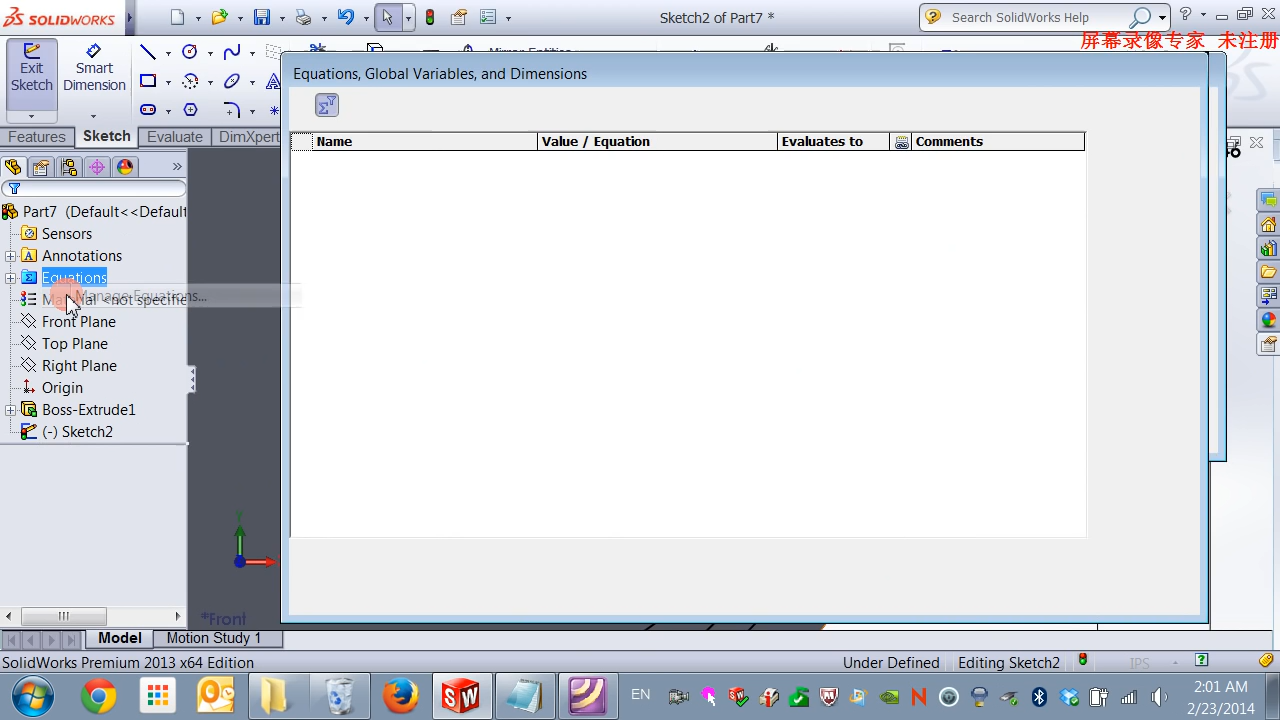 SOLIDWORKS
Sketch2 of Part7 *
Search SolidWorks Help
屏幕录像专家 未注册
Exit Sketch
Smart Dimension
Mirror Entities
Features
Sketch
Evaluate
DimXpert
Equations, Global Variables, and Dimensions
Name
Value / Equation
Evaluates to
Comments
Part7 (Default<<Default
Sensors
Annotations
Equations
Manage Equations...
Front Plane
Top Plane
Right Plane
Origin
Boss-Extrude1
(-) Sketch2
Y
*Front
Model
Motion Study 1
SolidWorks Premium 2013 x64 Edition
Under Defined
Editing Sketch2
IPS
EN
2:01 AM
2/23/2014